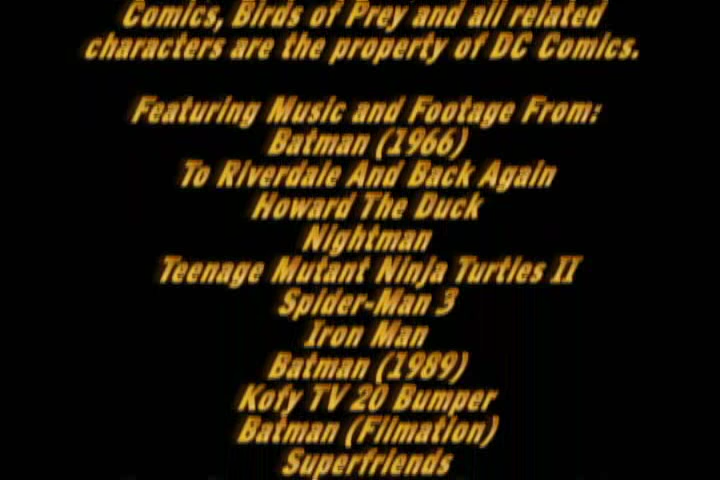 Comics, Birds of Prey and all related
characters are the property of DC Comics.
Featuring Music and Footage From:
Batman (1966)
To Riverdale And Back Again
Howard The Duck
Nightman
Teenage Mutant Ninja Turtles II
Spider-Man 3
Iron Man
Batman (1989)
Kofy TV 20 Bumper
Batman (Filmation)
Superfriends